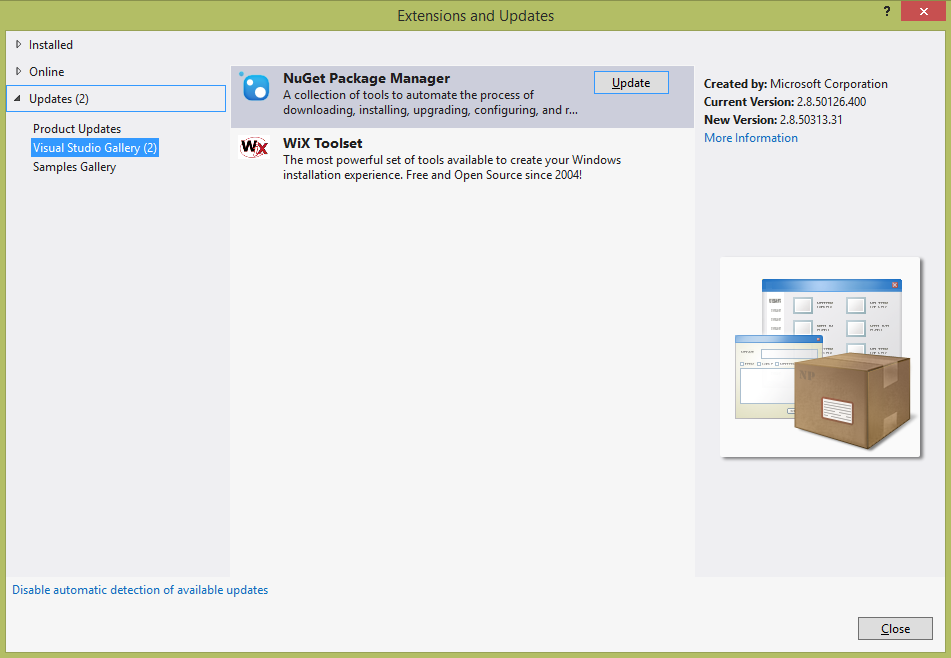 Extensions and Updates
?
Installed
Online
Updates (2)
Product Updates
Visual Studio Gallery (2)
Samples Gallery
NuGet Package Manager
Update
A collection of tools to automate the process of
downloading, installing, upgrading, configuring, and r...
WiX
WiX Toolset
The most powerful set of tools available to create your Windows
installation experience. Free and Open Source since 2004!
Created by: Microsoft Corporation
Current Version: 2.8.50126.400
New Version: 2.8.50313.31
More Information
NP
Disable automatic detection of available updates
Close